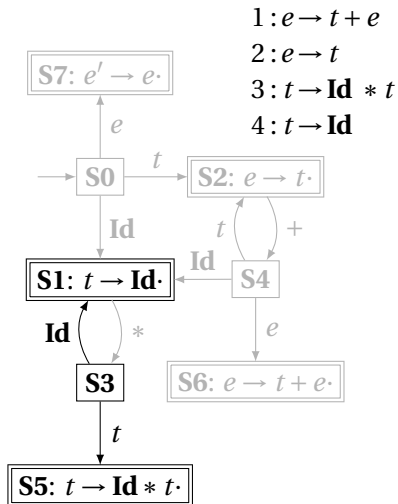 1 : e → t + e
2 : e → t
3 : t → Id ∗ t
4 : t → Id
S7: e′ → e·
e
S0
t
S2: e → t·
Id
t
+
S1: t → Id·
Id
S4
Id
∗
e
S3
S6: e → t + e·
t
S5: t → Id ∗ t·